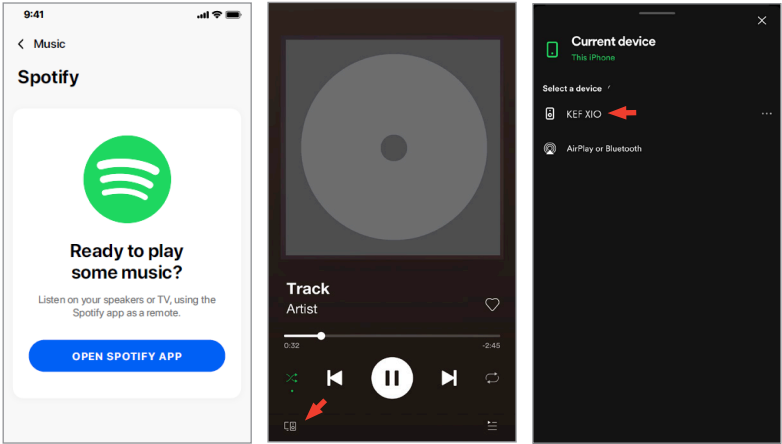 9:41
Music
Spotify
Ready to play
some music?
Listen on your speakers or TV, using the
Spotify app as a remote.
OPEN SPOTIFY APP
Track
Artist
0:32
-2:45
Current device
This iPhone
Select a device
KEF XIO
AirPlay or Bluetooth